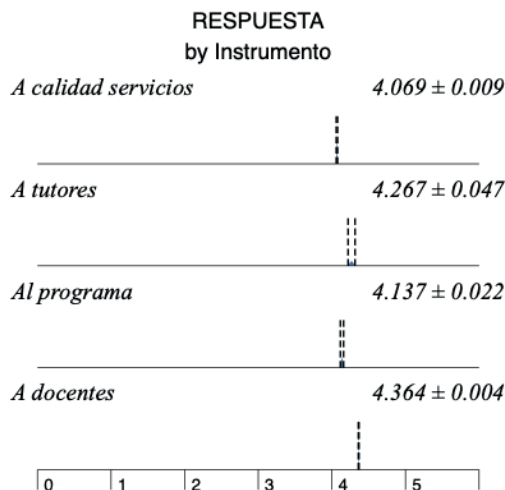 RESPUESTA
by Instrumento
A calidad servicios 4.069 ± 0.009
A tutores 4.267 ± 0.047
Al programa 4.137 ± 0.022
A docentes 4.364 ± 0.004
0 1 2 3 4 5